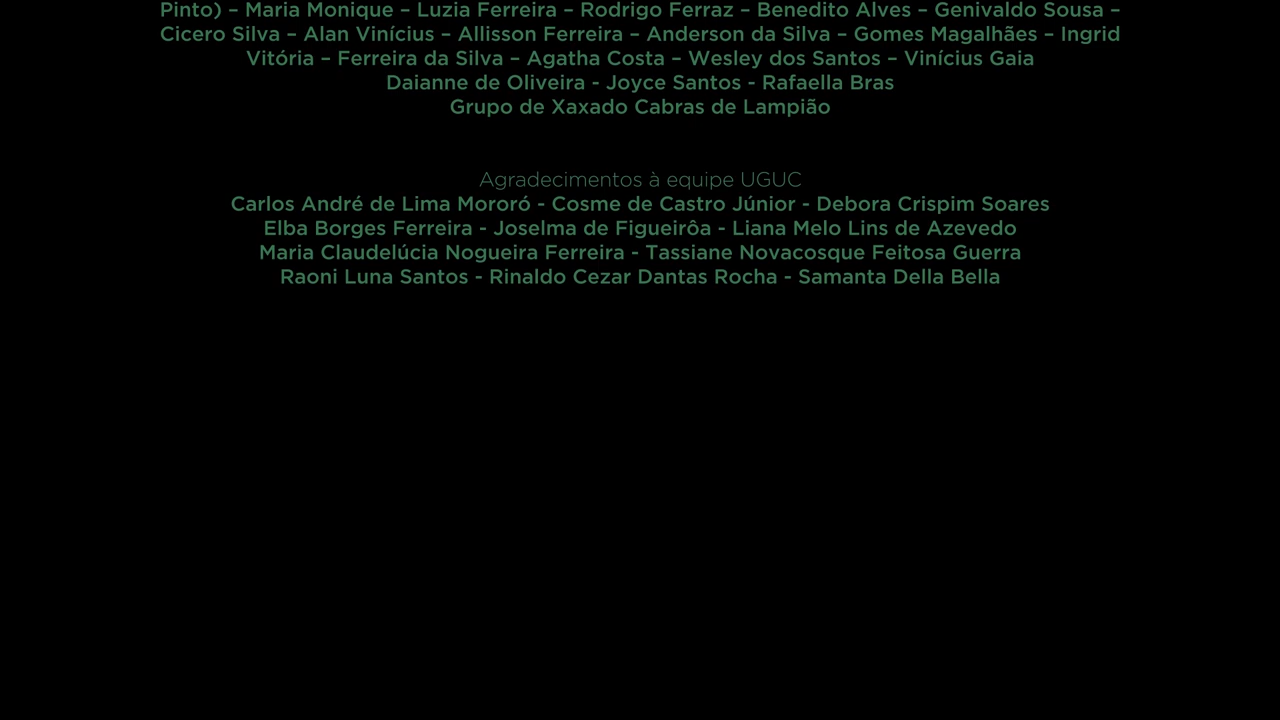 Pinto) – Maria Monique – Luzia Ferreira – Rodrigo Ferraz – Benedito Alves – Genivaldo Sousa –
Cicero Silva – Alan Vinícius – Allisson Ferreira – Anderson da Silva – Gomes Magalhães – Ingrid
Vitória – Ferreira da Silva – Agatha Costa – Wesley dos Santos – Vinícius Gaia
Daianne de Oliveira - Joyce Santos - Rafaella Bras
Grupo de Xaxado Cabras de Lampião
Agradecimentos à equipe UGUC
Carlos André de Lima Mororó - Cosme de Castro Júnior - Debora Crispim Soares
Elba Borges Ferreira - Joselma de Figueirôa - Liana Melo Lins de Azevedo
Maria Claudelúcia Nogueira Ferreira - Tassiane Novacosque Feitosa Guerra
Raoni Luna Santos - Rinaldo Cezar Dantas Rocha - Samanta Della Bella